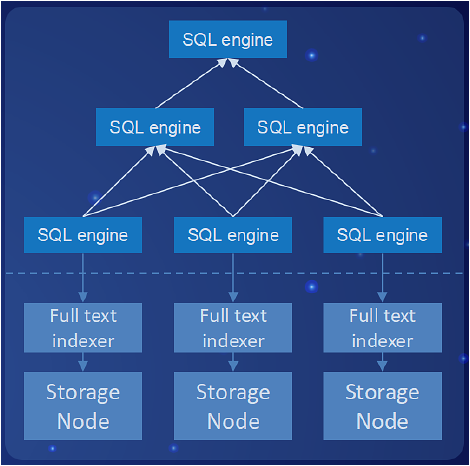 SQL engine
SQL engine
SQL engine
SQL engine
SQL engine
SQL engine
Full text
indexer
Full text
indexer
Full text
indexer
Storage
Node
Storage
Node
Storage
Node